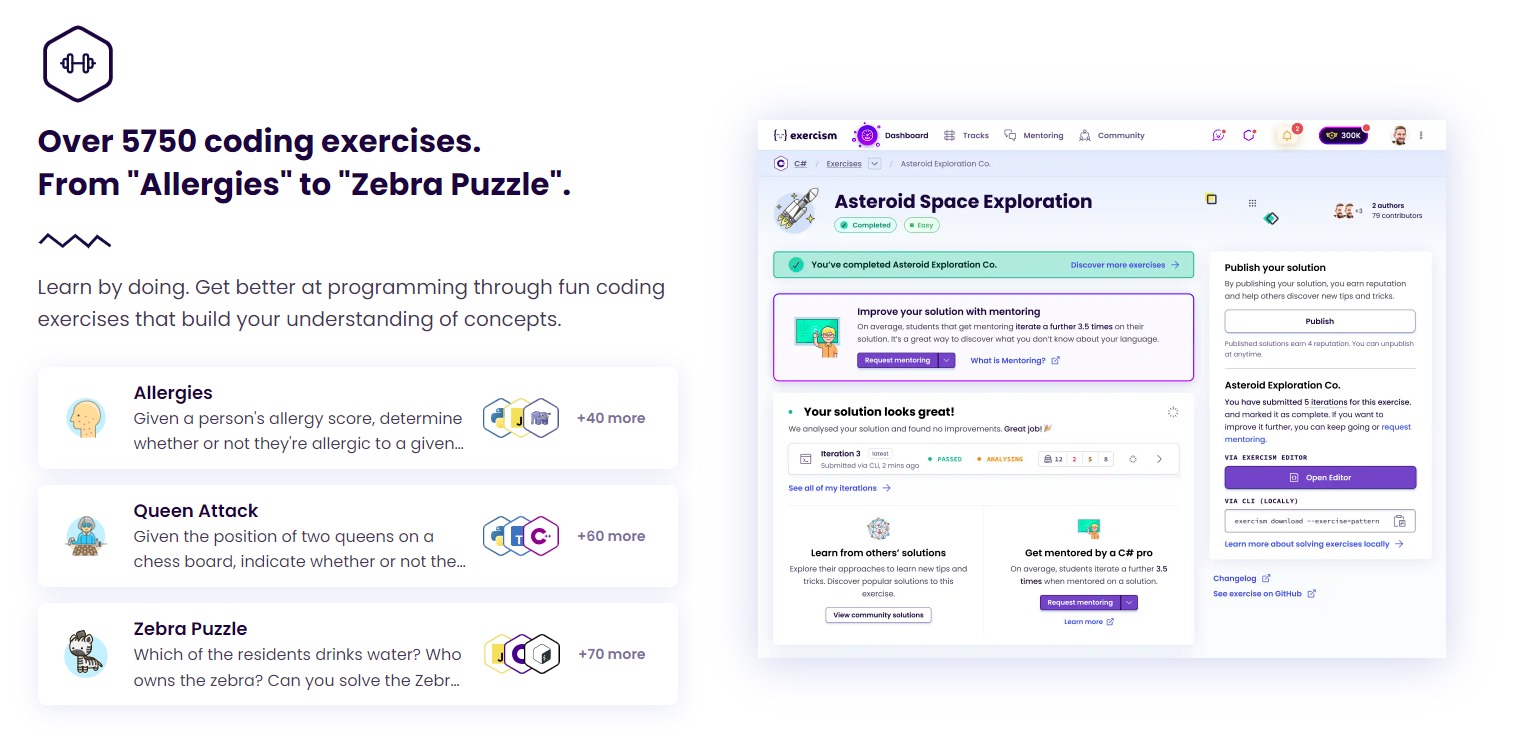 Over 5750 coding exercises.
From "Allergies" to "Zebra Puzzle".
Learn by doing. Get better at programming through fun coding
exercises that build your understanding of concepts.
Allergies
Given a person's allergy score, determine
whether or not they're allergic to a given...
J
+40 more
Queen Attack
Given the position of two queens on a
chess board, indicate whether or not the...
T C
+60 more
Zebra Puzzle
Which of the residents drinks water? Who
owns the zebra? Can you solve the Zebr...
J C
+70 more
{·‿·} exercism Dashboard Tracks Mentoring Community 2 300K
C C# / Exercises / Asteroid Exploration Co.
Asteroid Space Exploration
Completed Easy
+3
2 authors
79 contributors
You've completed Asteroid Exploration Co. Discover more exercises →
Improve your solution with mentoring
On average, students that get mentoring iterate a further 3.5 times on their
solution. It's a great way to discover what you don't know about your language.
Request mentoring What is Mentoring?
Your solution looks great!
We analysed your solution and found no improvements. Great job! 🎉
Iteration 3 latest
Submitted via CLI, 2 mins ago
PASSED ANALYSING 12 2 5 8
See all of my iterations →
Learn from others' solutions
Explore their approaches to learn new tips and
tricks. Discover popular solutions to this
exercise.
View community solutions
Get mentored by a C# pro
On average, students iterate a further 3.5
times when mentored on a solution.
Request mentoring
Learn more
Publish your solution
By publishing your solution, you earn reputation
and help others discover new tips and tricks.
Publish
Published solutions earn 4 reputation. You can unpublish
at anytime.
Asteroid Exploration Co.
You have submitted 5 iterations for this exercise.
and marked it as complete. If you want to
improve it further, you can keep going or request
mentoring.
VIA EXERCISM EDITOR
Open Editor
VIA CLI (LOCALLY)
exercism download --exercise=pattern
Learn more about solving exercises locally →
Changelog
See exercise on GitHub